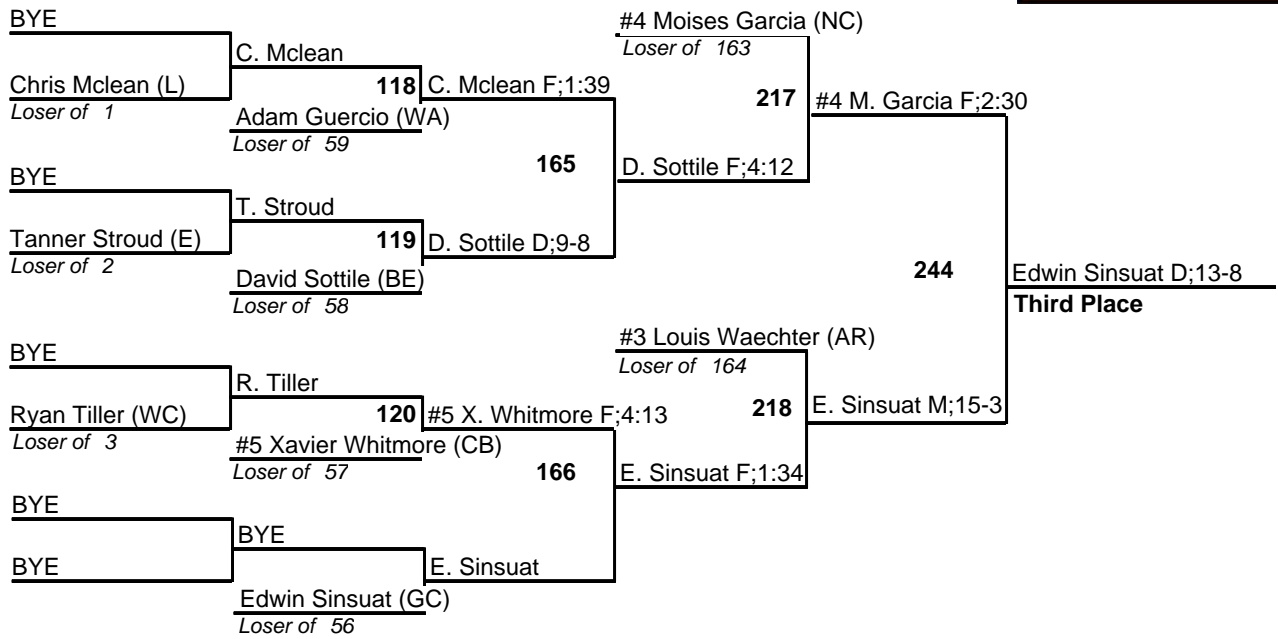 BYE
#4 Moises Garcia (NC)
Loser of 163
C. Mclean
Chris Mclean (L)
118 C. Mclean F;1:39
Loser of 1
217 #4 M. Garcia F;2:30
Adam Guercio (WA)
Loser of 59
165 D. Sottile F;4:12
BYE
T. Stroud
Tanner Stroud (E)
119 D. Sottile D;9-8
Loser of 2
244 Edwin Sinsuat D;13-8
David Sottile (BE)
Loser of 58
Third Place
#3 Louis Waechter (AR)
BYE
Loser of 164
R. Tiller
Ryan Tiller (WC)
120 #5 X. Whitmore F;4:13
218 E. Sinsuat M;15-3
Loser of 3
#5 Xavier Whitmore (CB)
Loser of 57
166 E. Sinsuat F;1:34
BYE
BYE
BYE
E. Sinsuat
Edwin Sinsuat (GC)
Loser of 56